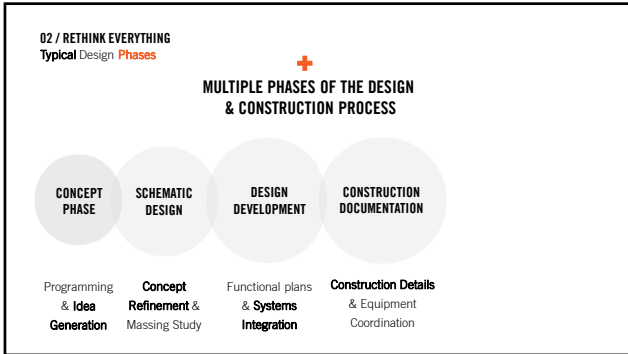 02 / RETHINK EVERYTHING
Typical Design Phases
MULTIPLE PHASES OF THE DESIGN
& CONSTRUCTION PROCESS
CONCEPT
PHASE
SCHEMATIC
DESIGN
DESIGN
DEVELOPMENT
CONSTRUCTION
DOCUMENTATION
Programming
& Idea
Generation
Concept
Refinement &
Massing Study
Functional plans
& Systems
Integration
Construction Details
& Equipment
Coordination